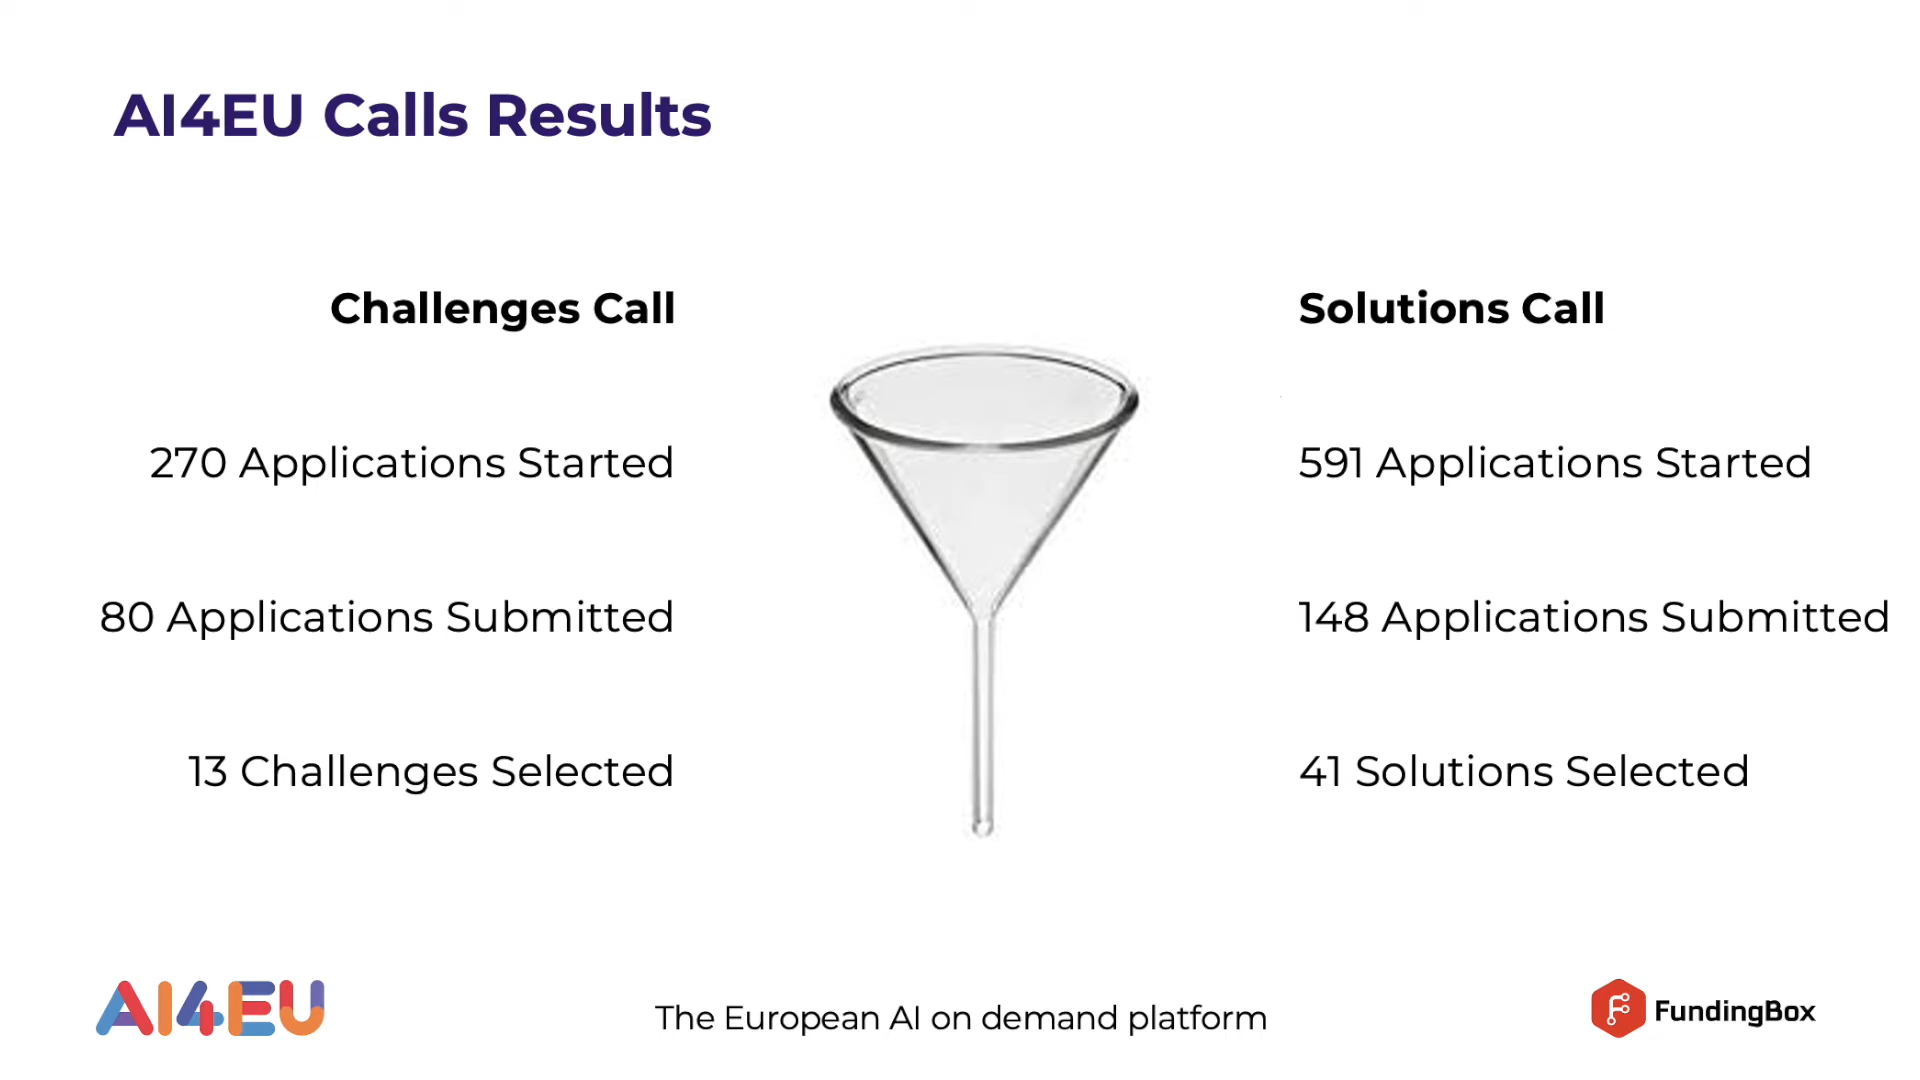 AI4EU Calls Results
Challenges Call
270 Applications Started
80 Applications Submitted
13 Challenges Selected
Solutions Call
591 Applications Started
148 Applications Submitted
41 Solutions Selected
AI4EU
The European AI on demand platform
FundingBox